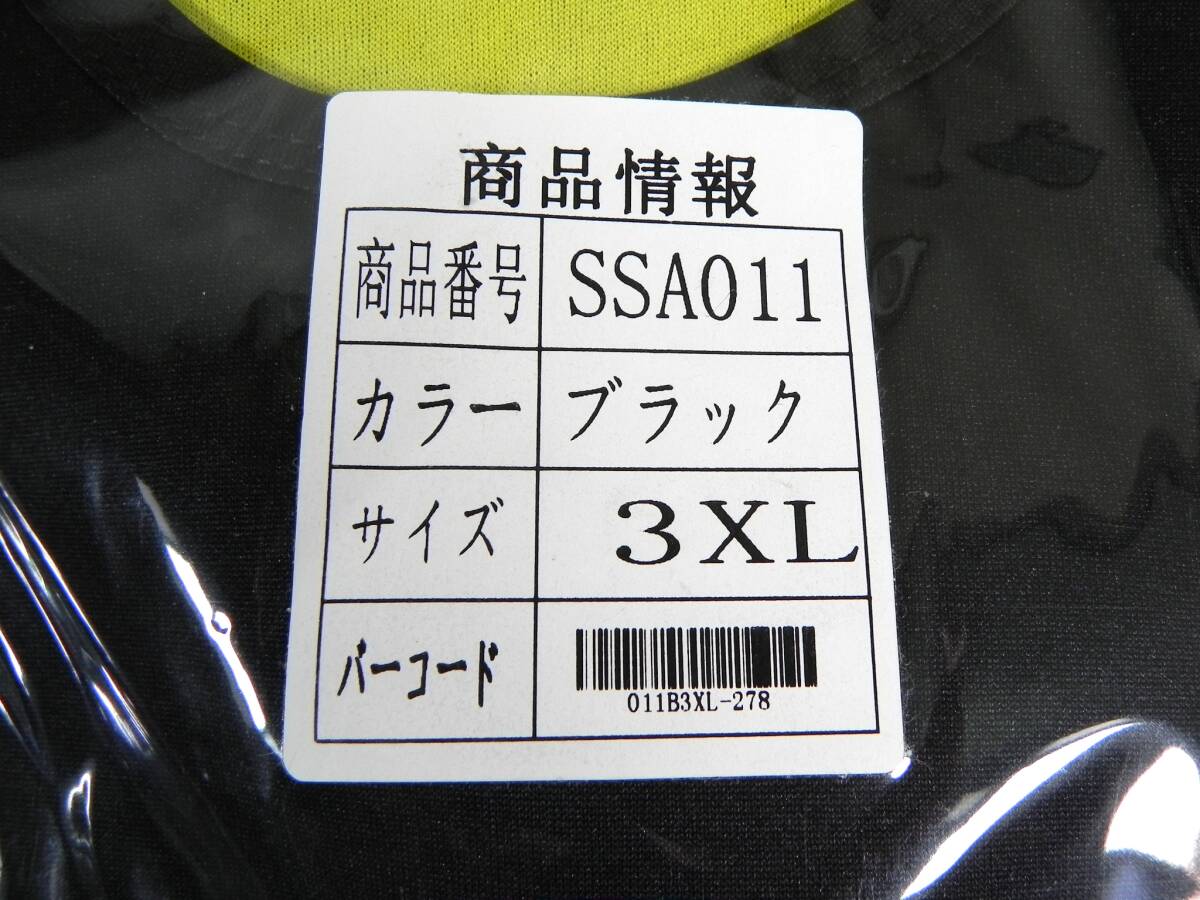 商品情報
商品番号 SSA011
カラー ブラック
サイズ 3XL
バーコード
011B3XL-278